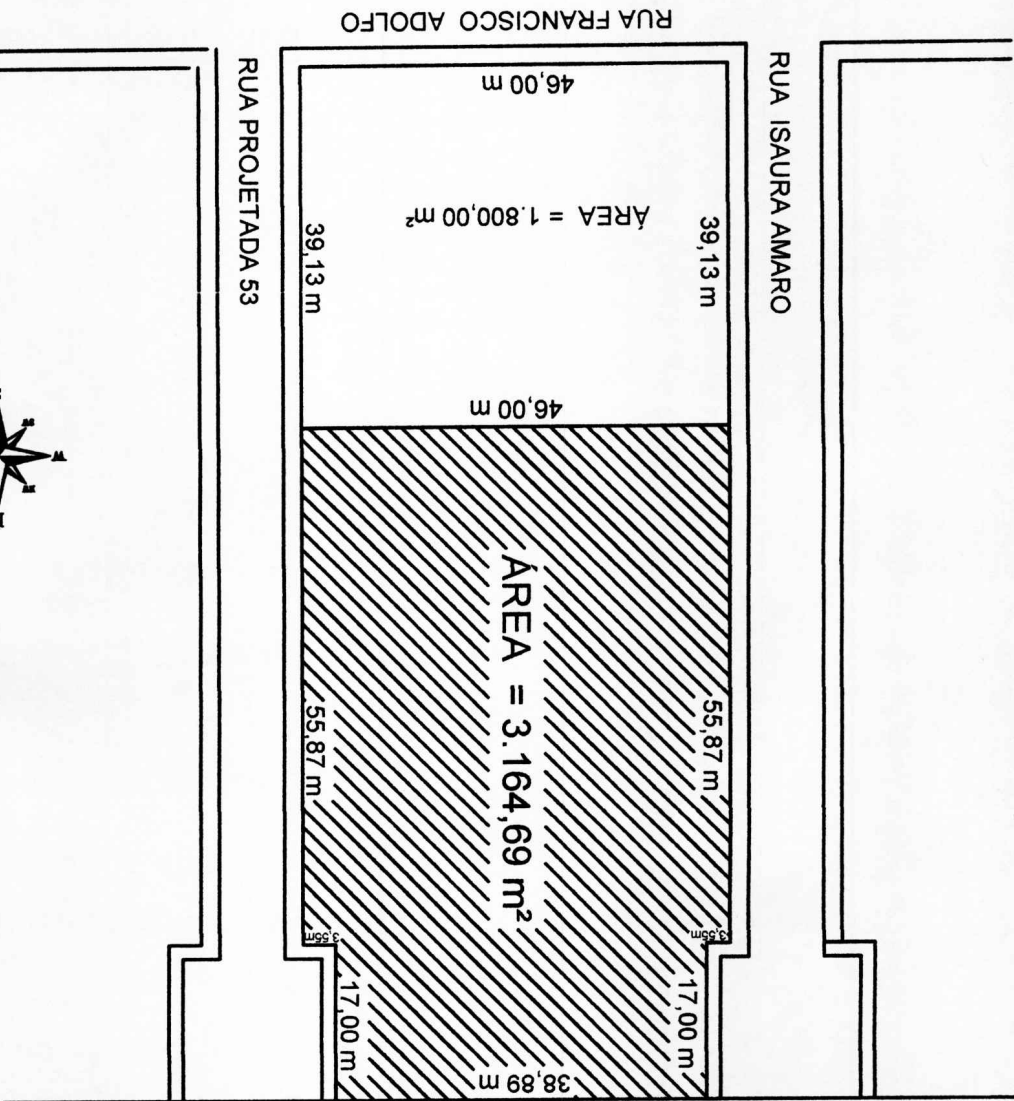 RUA FRANCISCO ADOLFO
RUA PROJETADA 53
RUA ISAURA AMARO
46,00 m
ÁREA = 1.800,00 m²
39,13 m
39,13 m
46,00 m
ÁREA = 3.164,69 m²
55,87 m
55,87 m
3,55m
3,55m
17,00 m
17,00 m
38,89 m
W